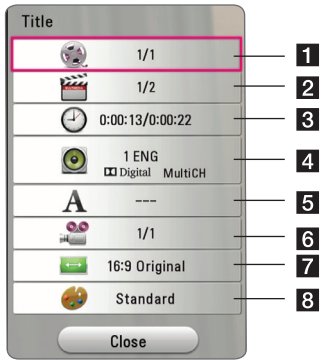 Title
1/1
1
1/2
2
0:00:13/0:00:22
3
1 ENG
Digital MultiCH
4
A
---
5
1/1
6
16:9 Original
7
Standard
8
Close